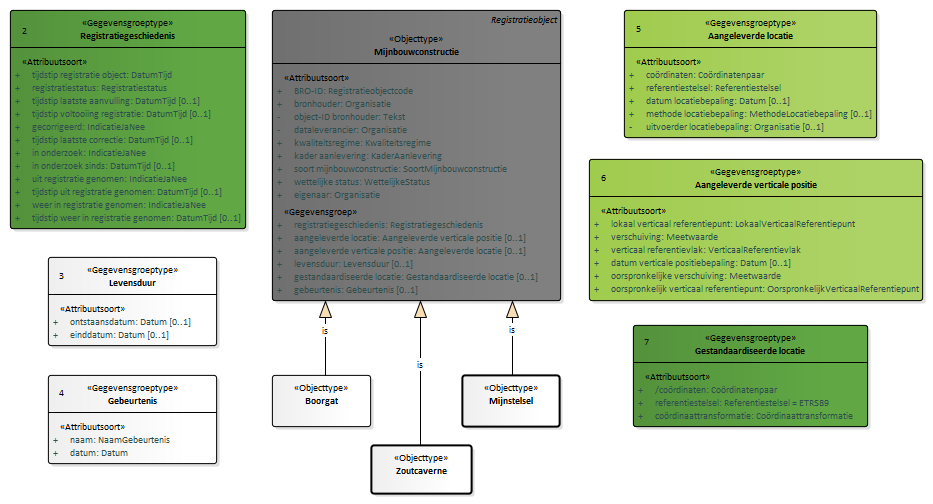 2
«Gegevensgroeptype»
Registratiegeschiedenis
«Attribuutsoort»
+ tijdstip registratie object: DatumTijd
+ registratiestatus: Registratiestatus
+ tijdstip laatste aanvulling: DatumTijd [0..1]
+ tijdstip voltooiing registratie: DatumTijd [0..1]
+ gecorrigeerd: IndicatieJaNee
+ tijdstip laatste correctie: DatumTijd [0..1]
+ in onderzoek: IndicatieJaNee
+ in onderzoek sinds: DatumTijd [0..1]
+ uit registratie genomen: IndicatieJaNee
+ tijdstip uit registratie genomen: DatumTijd [0..1]
+ weer in registratie genomen: IndicatieJaNee
+ tijdstip weer in registratie genomen: DatumTijd [0..1]
3
«Gegevensgroeptype»
Levensduur
«Attribuutsoort»
+ ontstaansdatum: Datum [0..1]
+ einddatum: Datum [0..1]
4
«Gegevensgroeptype»
Gebeurtenis
«Attribuutsoort»
+ naam: NaamGebeurtenis
+ datum: Datum
Registratieobject
«Objecttype»
Mijnbouwconstructie
«Attribuutsoort»
+ BRO-ID: Registratieobjectcode
+ bronhouder: Organisatie
- object-ID bronhouder: Tekst
- dataleverancier: Organisatie
+ kwaliteitsregime: Kwaliteitsregime
+ kader aanlevering: KaderAanlevering
+ soort mijnbouwconstructie: SoortMijnbouwconstructie
+ wettelijke status: WettelijkeStatus
+ eigenaar: Organisatie
«Gegevensgroep»
+ registratiegeschiedenis: Registratiegeschiedenis
+ aangeleverde locatie: Aangeleverde verticale positie [0..1]
+ aangeleverde verticale positie: Aangeleverde locatie [0..1]
+ levensduur: Levensduur [0..1]
+ gestandaardiseerde locatie: Gestandaardiseerde locatie [0..1]
+ gebeurtenis: Gebeurtenis [0..1]
is
is
is
«Objecttype»
Boorgat
«Objecttype»
Zoutcaverne
«Objecttype»
Mijnstelsel
5
«Gegevensgroeptype»
Aangeleverde locatie
«Attribuutsoort»
+ coördinaten: Coördinatenpaar
+ referentiestelsel: Referentiestelsel
+ datum locatiebepaling: Datum [0..1]
+ methode locatiebepaling: MethodeLocatiebepaling [0..1]
- uitvoerder locatiebepaling: Organisatie [0..1]
6
«Gegevensgroeptype»
Aangeleverde verticale positie
«Attribuutsoort»
+ lokaal verticaal referentiepunt: LokaalVerticaalReferentiepunt
+ verschuiving: Meetwaarde
+ verticaal referentievlak: VerticaalReferentievlak
+ datum verticale positiebepaling: Datum [0..1]
+ oorspronkelijke verschuiving: Meetwaarde
+ oorspronkelijk verticaal referentiepunt: OorspronkelijkVerticaalReferentiepunt
7
«Gegevensgroeptype»
Gestandaardiseerde locatie
«Attribuutsoort»
+ /coördinaten: Coördinatenpaar
+ referentiestelsel: Referentiestelsel = ETRS89
+ coördinaattransformatie: Coördinaattransformatie